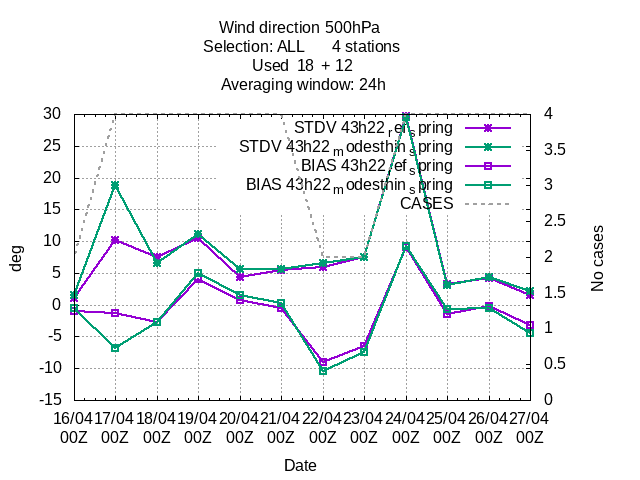 Wind direction 500hPa
Selection: ALL 4 stations
Used 18 + 12
Averaging window: 24h
STDV 43h22refspring
STDV 43h22modesthinspring
BIAS 43h22refspring
BIAS 43h22modesthinspring
CASES
30
25
20
15
10
5
0
-5
-10
-15
deg
4
3.5
3
2.5
2
1.5
1
0.5
0
No cases
16/04 17/04 18/04 19/04 20/04 21/04 22/04 23/04 24/04 25/04 26/04 27/04
00Z 00Z 00Z 00Z 00Z 00Z 00Z 00Z 00Z 00Z 00Z 00Z
Date